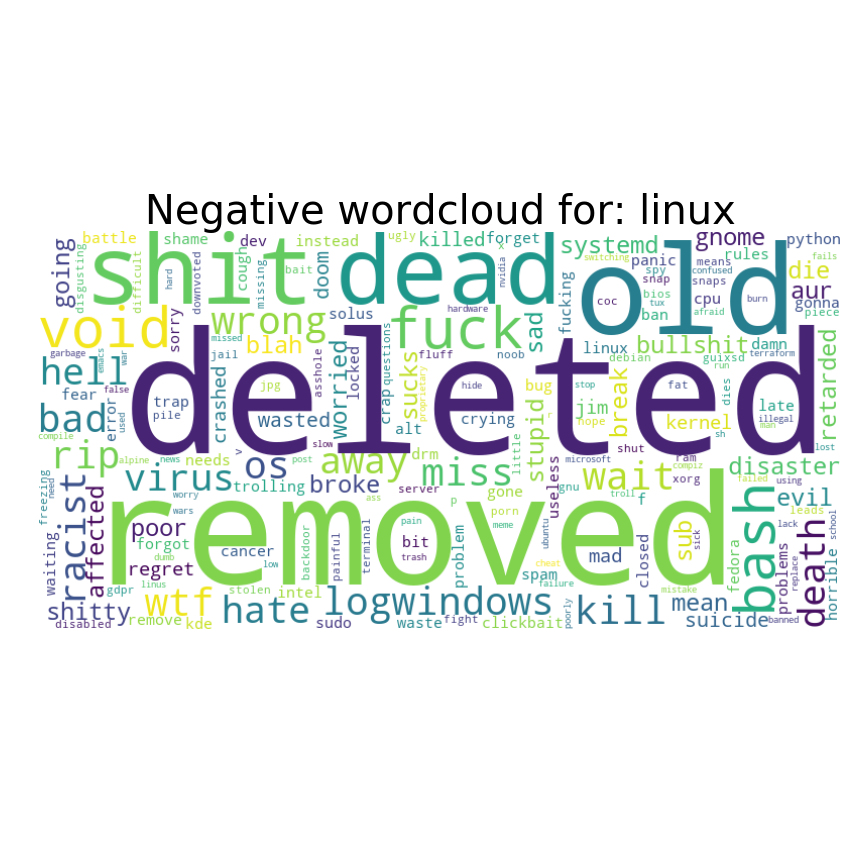 Negative wordcloud for: linux
battle
shame
dev
instead
ugly
killed
forget
x
systemd
gnome
python
going
disgusting
difficult
hard
downvoted
shit
cough
missing
bait
doom
dead
nvidia
fucking
switching
panic
means
rules
fails
old
coc
spy
confused
snap
snaps
bios
tux
cpu
burn
die
aur
gonna
ban
afraid
piece
void
sorry
wrong
solus
fuck
hardware
sad
missed
blah
jail
worried
locked
questions
crap
sucks
fluff
noob
linux
bullshit
damn
debian
guixsd
terraform
run
garbage
emacs
war
hell
deleted
crashed
asshole
proprietary
hide
bug
stop
fat
dies
retarded
fear
false
trap
jpg
stupid
r
jim
break
late
illegal
bad
error
used
pile
wasted
alt
crying
nope
kernel
man
sh
compile
slow
little
shut
lost
rip
alpine
news
needs
v
os
post
away
drm
miss
useless
microsoft
wait
ram
compiz
xorg
failed
using
disaster
freezing
need
racist
affected
virus
worry
trolling
broke
server
gone
gnu
troll
f
evil
leads
removed
wars
ass
p
porn
sub
sick
bash
lack
school
death
poor
forgot
dumb
regret
cancer
low
backdoor
painful
terminal
pain
bit
trash
meme
problem
ubuntu
mad
closed
fedora
problems
replace
horrible
waiting
gdpr
linus
stolen
intel
spam
cheat
failure
mistake
shitty
disabled
remove
wtf
kde
hate
sudo
log
windows
waste
fight
clickbait
poorly
kill
mean
suicide
banned